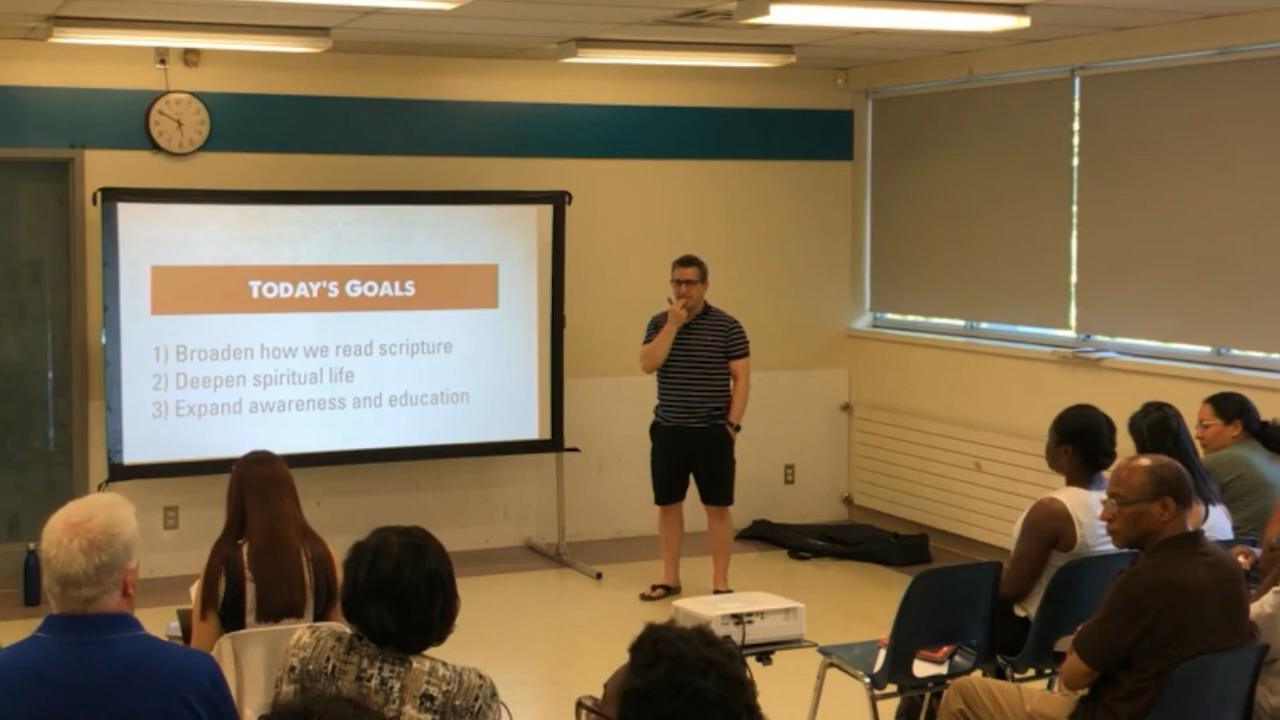 TODAY'S GOALS
1) Broaden how we read scripture
2) Deepen spiritual life
3) Expand awareness and education